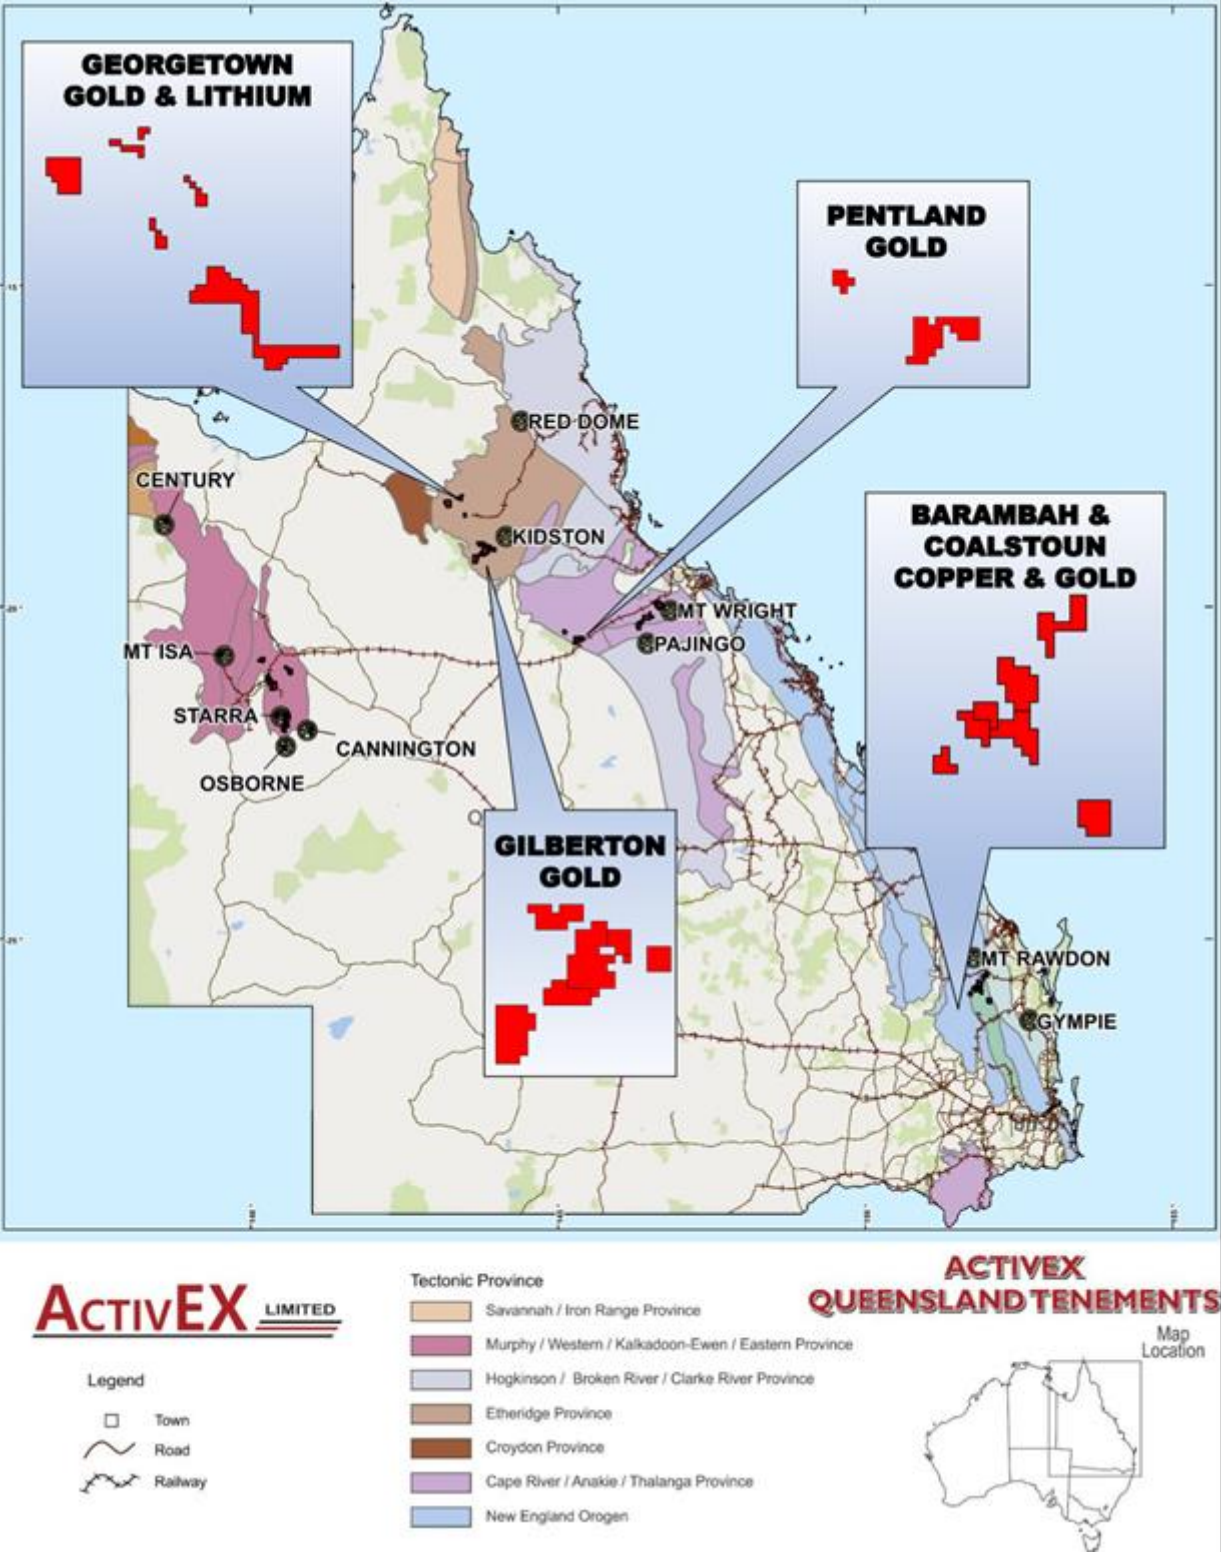 GEORGETOWN
GOLD & LITHIUM
PENTLAND
GOLD
RED DOME
CENTURY
BARAMBAH &
COALSTOUN
COPPER & GOLD
KIDSTON
MT WRIGHT
PAJINGO
MT ISA
STARRA
CANNINGTON
OSBORNE
GILBERTON
GOLD
MT RAWDON
GYMPIE
ACTIVEX LIMITED
Legend
Town
Road
Railway
Tectonic Province
Savannah / Iron Range Province
Murphy / Western / Kalkadoon-Ewen / Eastern Province
Hogkinson / Broken River / Clarke River Province
Etheridge Province
Croydon Province
Cape River / Anakie / Thalanga Province
New England Orogen
ACTIVEX
QUEENSLAND TENEMENTS
Map
Location